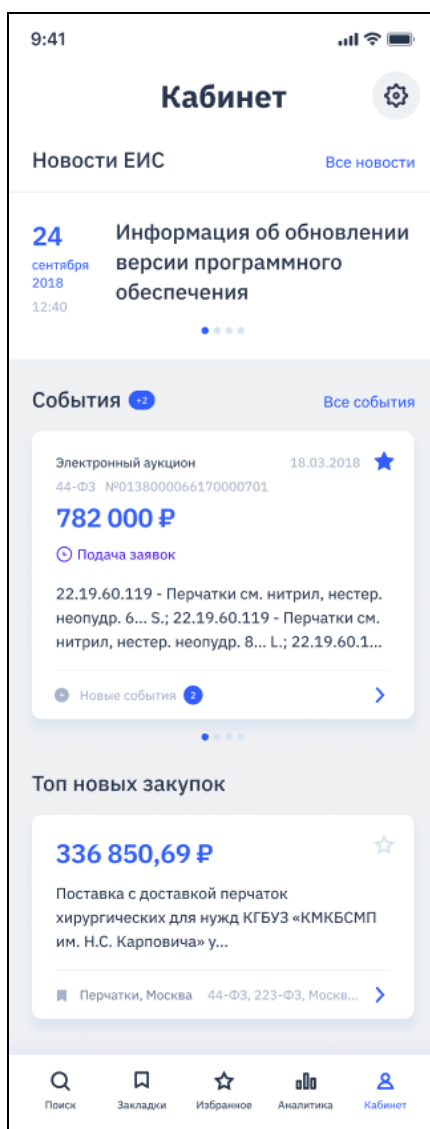 9:41
Кабинет
Новости ЕИС Все новости
24
сентября
2018
12:40
Информация об обновлении
версии программного
обеспечения
События +2 Все события
Электронный аукцион 18.03.2018
44-ФЗ №0138000066170000701
782 000 ₽
Подача заявок
22.19.60.119 - Перчатки см. нитрил, нестер.
неопудр. 6... S.; 22.19.60.119 - Перчатки см.
нитрил, нестер. неопудр. 8... L.; 22.19.60.1...
Новые события 2
Топ новых закупок
336 850,69 ₽
Поставка с доставкой перчаток
хирургических для нужд КГБУЗ «КМКБСМП
им. Н.С. Карповича» у...
Перчатки, Москва 44-ФЗ, 223-ФЗ, Москв...
Поиск Закладки Избранное Аналитика Кабинет